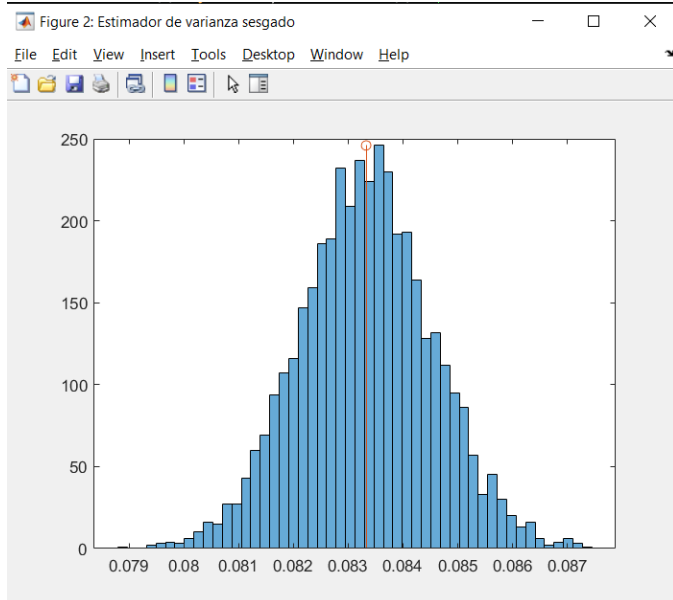 Figure 2: Estimador de varianza sesgado
File Edit View Insert Tools Desktop Window Help
250
200
150
100
50
0
0.079 0.08 0.081 0.082 0.083 0.084 0.085 0.086 0.087